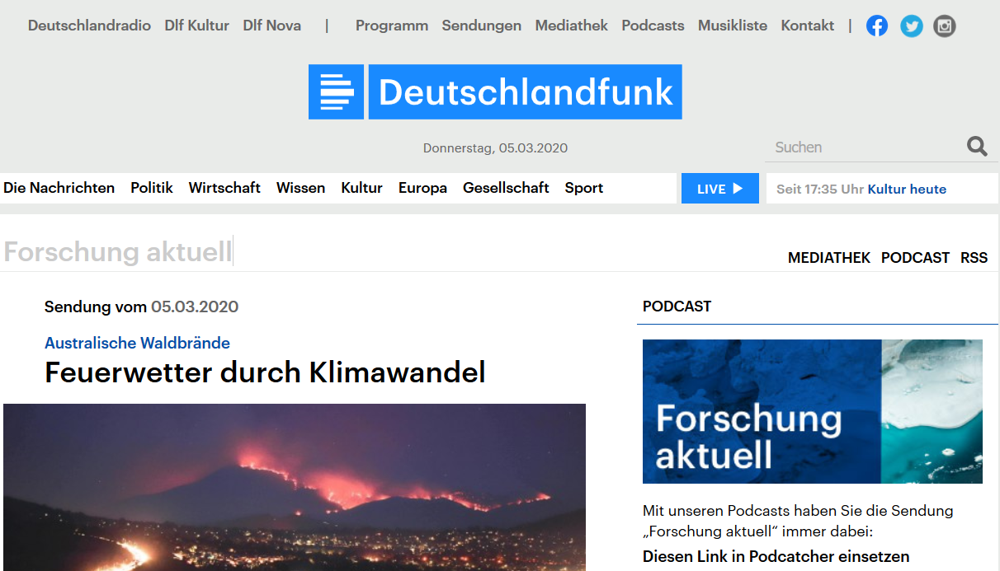 Deutschlandradio Dlf Kultur Dlf Nova | Programm Sendungen Mediathek Podcasts Musikliste Kontakt |
Deutschlandfunk
Donnerstag, 05.03.2020
Suchen
Die Nachrichten Politik Wirtschaft Wissen Kultur Europa Gesellschaft Sport
LIVE
Seit 17:35 Uhr Kultur heute
Forschung aktuell
MEDIATHEK PODCAST RSS
Sendung vom 05.03.2020
Australische Waldbrände
Feuerwetter durch Klimawandel
PODCAST
Forschung
aktuell
Mit unseren Podcasts haben Sie die Sendung
„Forschung aktuell“ immer dabei:
Diesen Link in Podcatcher einsetzen